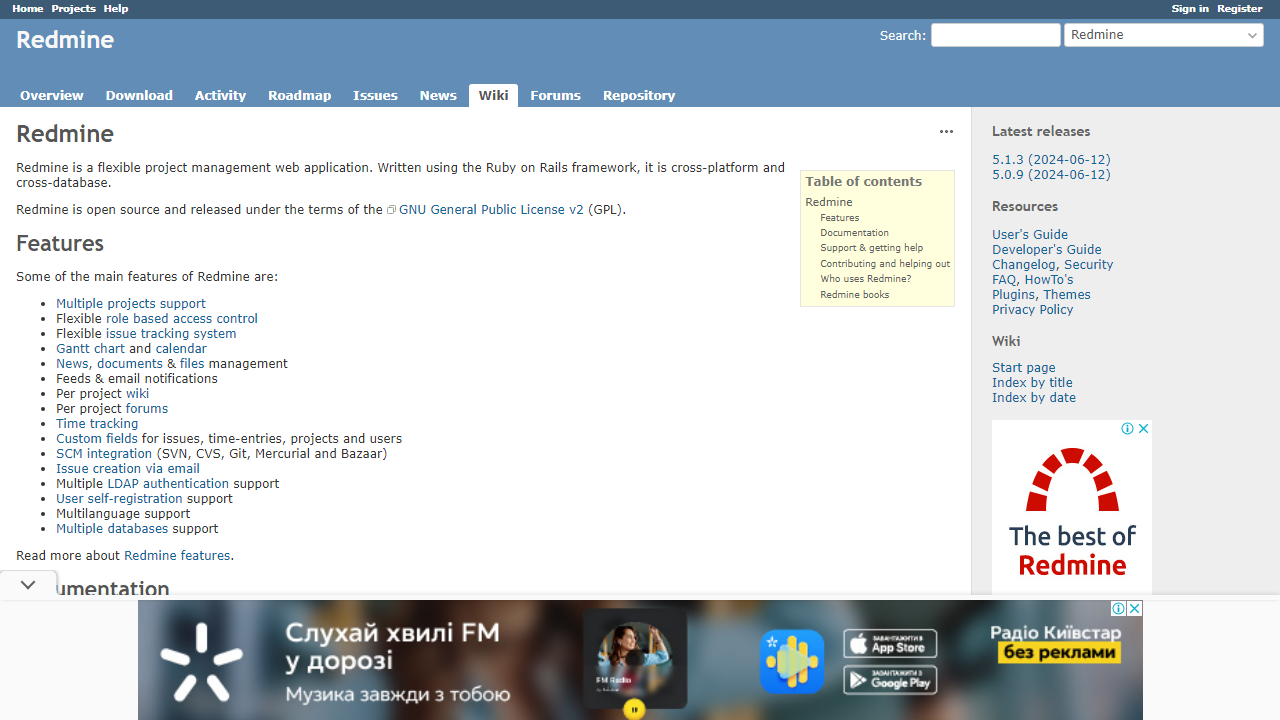 Home Projects Help
Sign in Register
Redmine
Search:
Redmine
Overview Download Activity Roadmap Issues News Wiki Forums Repository
Redmine
Redmine is a flexible project management web application. Written using the Ruby on Rails framework, it is cross-platform and
cross-database.
Redmine is open source and released under the terms of the GNU General Public License v2 (GPL).
Table of contents
Redmine
Features
Documentation
Support & getting help
Contributing and helping out
Who uses Redmine?
Redmine books
Features
Some of the main features of Redmine are:
Multiple projects support
Flexible role based access control
Flexible issue tracking system
Gantt chart and calendar
News, documents & files management
Feeds & email notifications
Per project wiki
Per project forums
Time tracking
Custom fields for issues, time-entries, projects and users
SCM integration (SVN, CVS, Git, Mercurial and Bazaar)
Issue creation via email
Multiple LDAP authentication support
User self-registration support
Multilanguage support
Multiple databases support
Read more about Redmine features.
umentation
Latest releases
5.1.3 (2024-06-12)
5.0.9 (2024-06-12)
Resources
User's Guide
Developer's Guide
Changelog, Security
FAQ, HowTo's
Plugins, Themes
Privacy Policy
Wiki
Start page
Index by title
Index by date
The best of
Redmine
Слухай хвилі FM
у дорозі
Музика завжди з тобою
FM Radio
ЗАВАНТАЖИТИ В
App Store
ЗАВАНТАЖИТИ З
Google Play
Радіо Київстар
без реклами